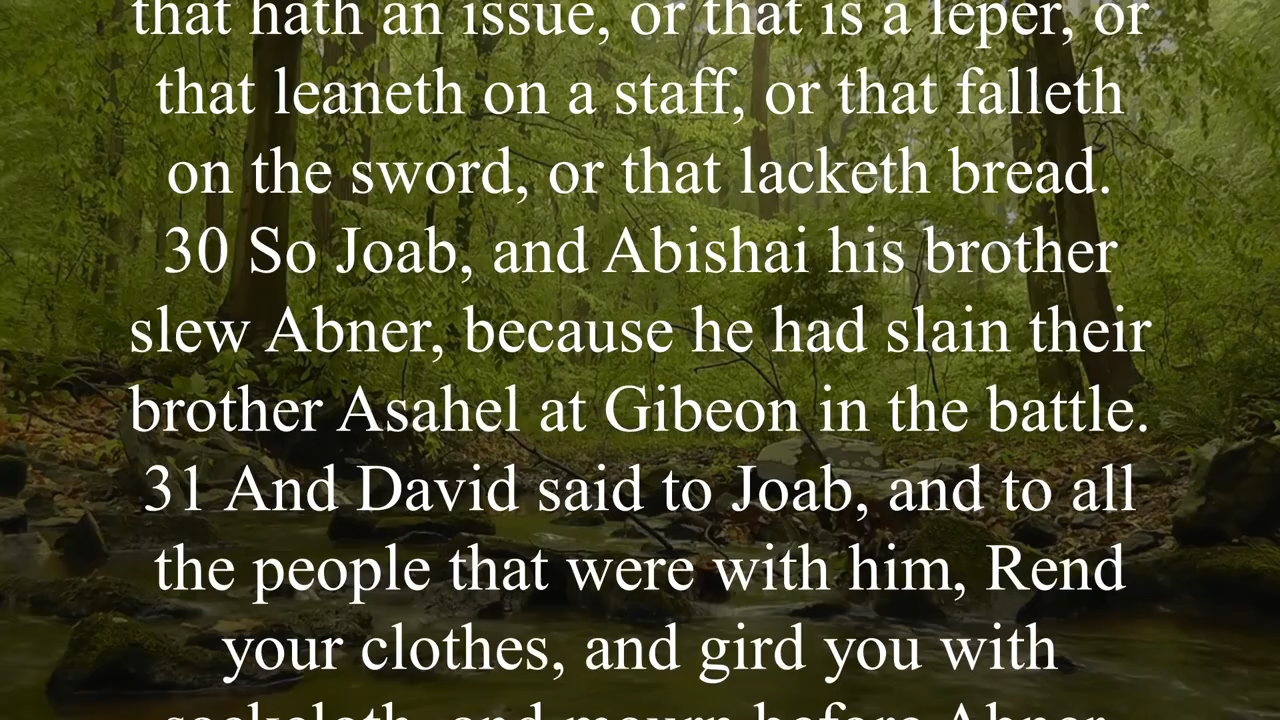 that hath an issue, or that is a leper, or
that leaneth on a staff, or that falleth
on the sword, or that lacketh bread.
30 So Joab, and Abishai his brother
slew Abner, because he had slain their
brother Asahel at Gibeon in the battle.
31 And David said to Joab, and to all
the people that were with him, Rend
your clothes, and gird you with
sackcloth, and mourn before Abner.